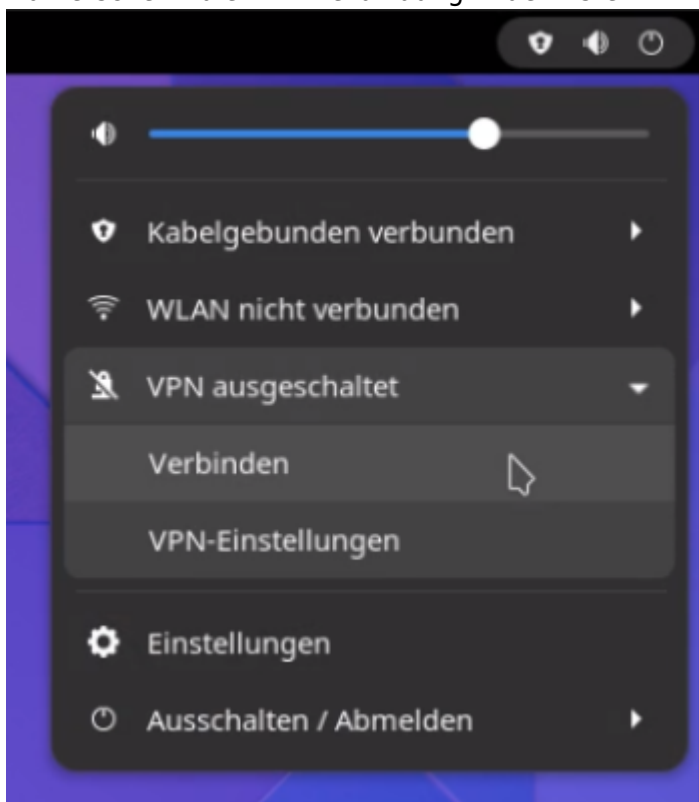 Kabelgebunden verbunden
WLAN nicht verbunden
VPN ausgeschaltet
Verbinden
VPN-Einstellungen
Einstellungen
Ausschalten / Abmelden